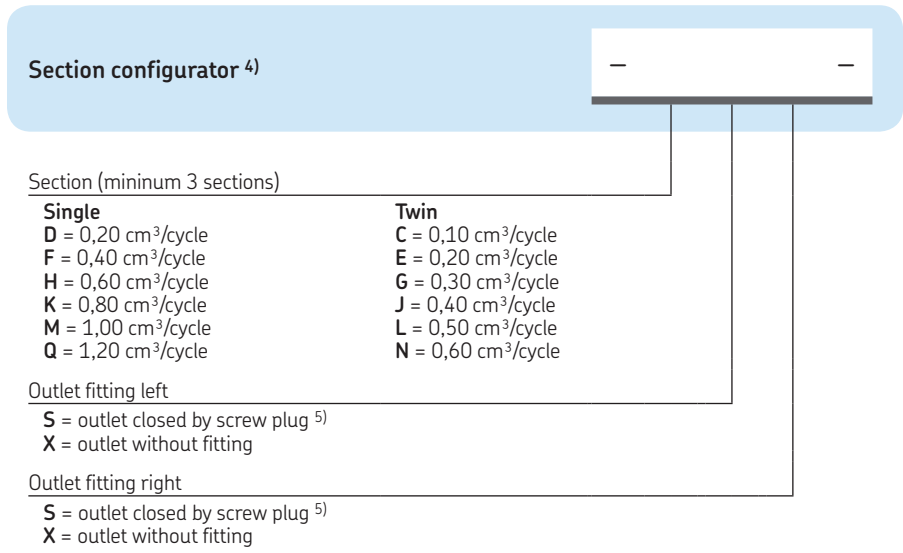 Section configurator 4)
– –
Section (mininum 3 sections)
Single Twin
D = 0,20 cm³/cycle C = 0,10 cm³/cycle
F = 0,40 cm³/cycle E = 0,20 cm³/cycle
H = 0,60 cm³/cycle G = 0,30 cm³/cycle
K = 0,80 cm³/cycle J = 0,40 cm³/cycle
M = 1,00 cm³/cycle L = 0,50 cm³/cycle
Q = 1,20 cm³/cycle N = 0,60 cm³/cycle
Outlet fitting left
S = outlet closed by screw plug 5)
X = outlet without fitting
Outlet fitting right
S = outlet closed by screw plug 5)
X = outlet without fitting